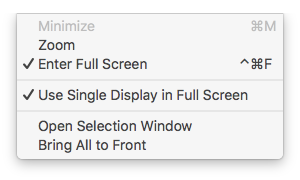 Minimize ⌘M
Zoom
✓ Enter Full Screen ^⌘F
✓ Use Single Display in Full Screen
Open Selection Window
Bring All to Front